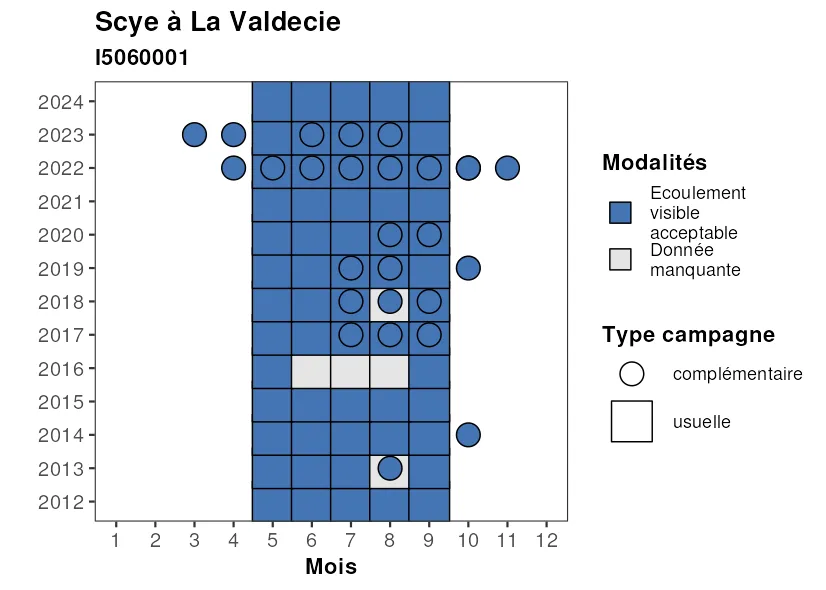 Scye à La Valdecie
I5060001
2024
2023
2022
2021
2020
2019
2018
2017
2016
2015
2014
2013
2012
1 2 3 4 5 6 7 8 9 10 11 12
Mois
Modalités
Ecoulement
visible
acceptable
Donnée
manquante
Type campagne
complémentaire
usuelle